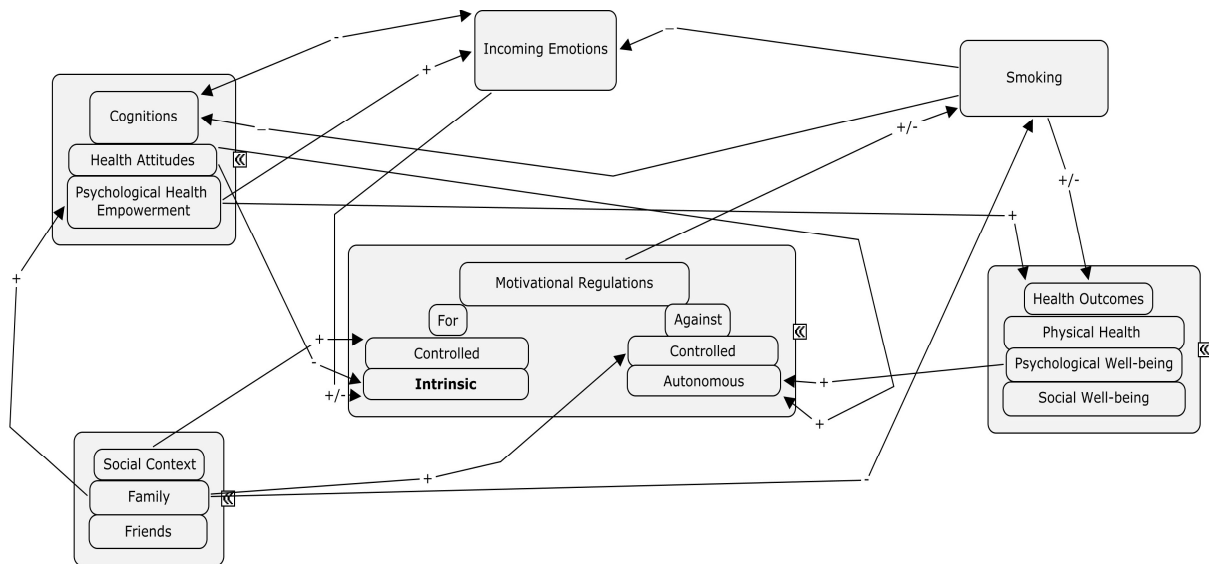 Incoming Emotions
Smoking
-
—
+
Cognitions
Health Attitudes
Psychological Health
Empowerment
—
+/-
+/-
+
+
Motivational Regulations
For
Against
Controlled
Intrinsic
Controlled
Autonomous
+
-
+/-
+
+
Health Outcomes
Physical Health
Psychological Well-being
Social Well-being
Social Context
Family
Friends
+
-